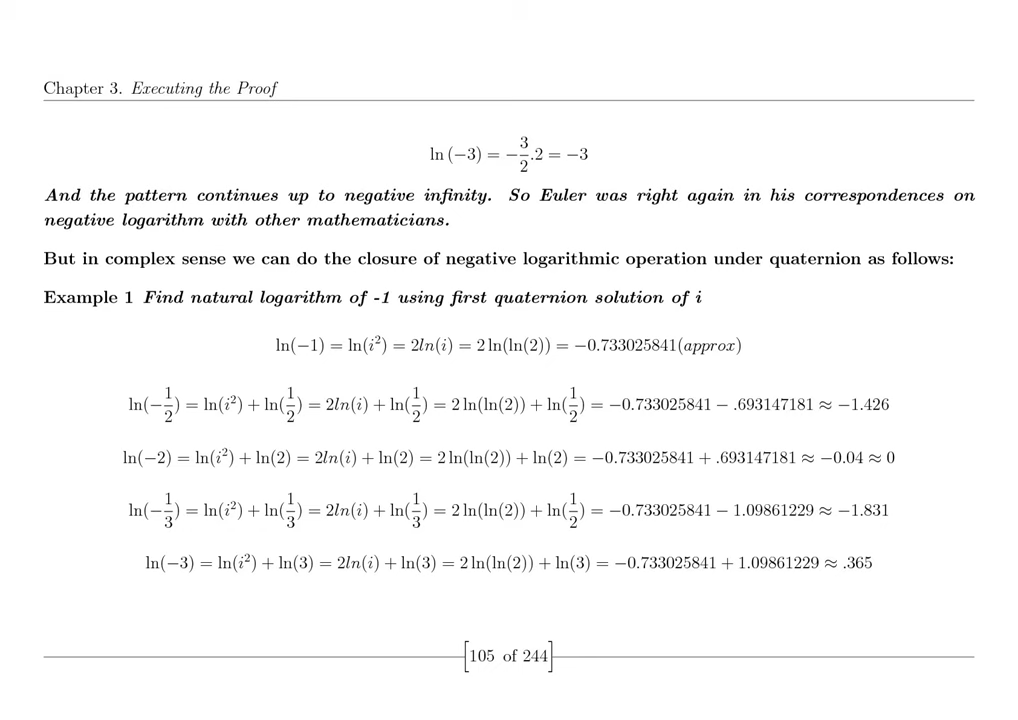 Chapter 3. Executing the Proof
ln (−3) = −3/2.2 = −3
And the pattern continues up to negative infinity. So Euler was right again in his correspondences on
negative logarithm with other mathematicians.
But in complex sense we can do the closure of negative logarithmic operation under quaternion as follows:
Example 1 Find natural logarithm of -1 using first quaternion solution of i
ln(−1) = ln(i²) = 2ln(i) = 2 ln(ln(2)) = −0.733025841(approx)
ln(−1/2) = ln(i²) + ln(1/2) = 2ln(i) + ln(1/2) = 2 ln(ln(2)) + ln(1/2) = −0.733025841 − .693147181 ≈ −1.426
ln(−2) = ln(i²) + ln(2) = 2ln(i) + ln(2) = 2 ln(ln(2)) + ln(2) = −0.733025841 + .693147181 ≈ −0.04 ≈ 0
ln(−1/3) = ln(i²) + ln(1/3) = 2ln(i) + ln(1/3) = 2 ln(ln(2)) + ln(1/2) = −0.733025841 − 1.09861229 ≈ −1.831
ln(−3) = ln(i²) + ln(3) = 2ln(i) + ln(3) = 2 ln(ln(2)) + ln(3) = −0.733025841 + 1.09861229 ≈ .365
[105 of 244]